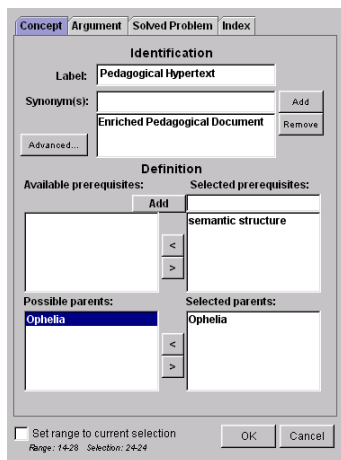 Concept Argument Solved Problem Index
Identification
Label: Pedagogical Hypertext
Synonym(s): Add
Enriched Pedagogical Document Remove
Advanced...
Definition
Available prerequisites: Selected prerequisites:
Add
semantic structure
<
>
Possible parents: Selected parents:
Ophelia Ophelia
<
>
Set range to current selection OK Cancel
Range: 14-28 Selection: 24-24